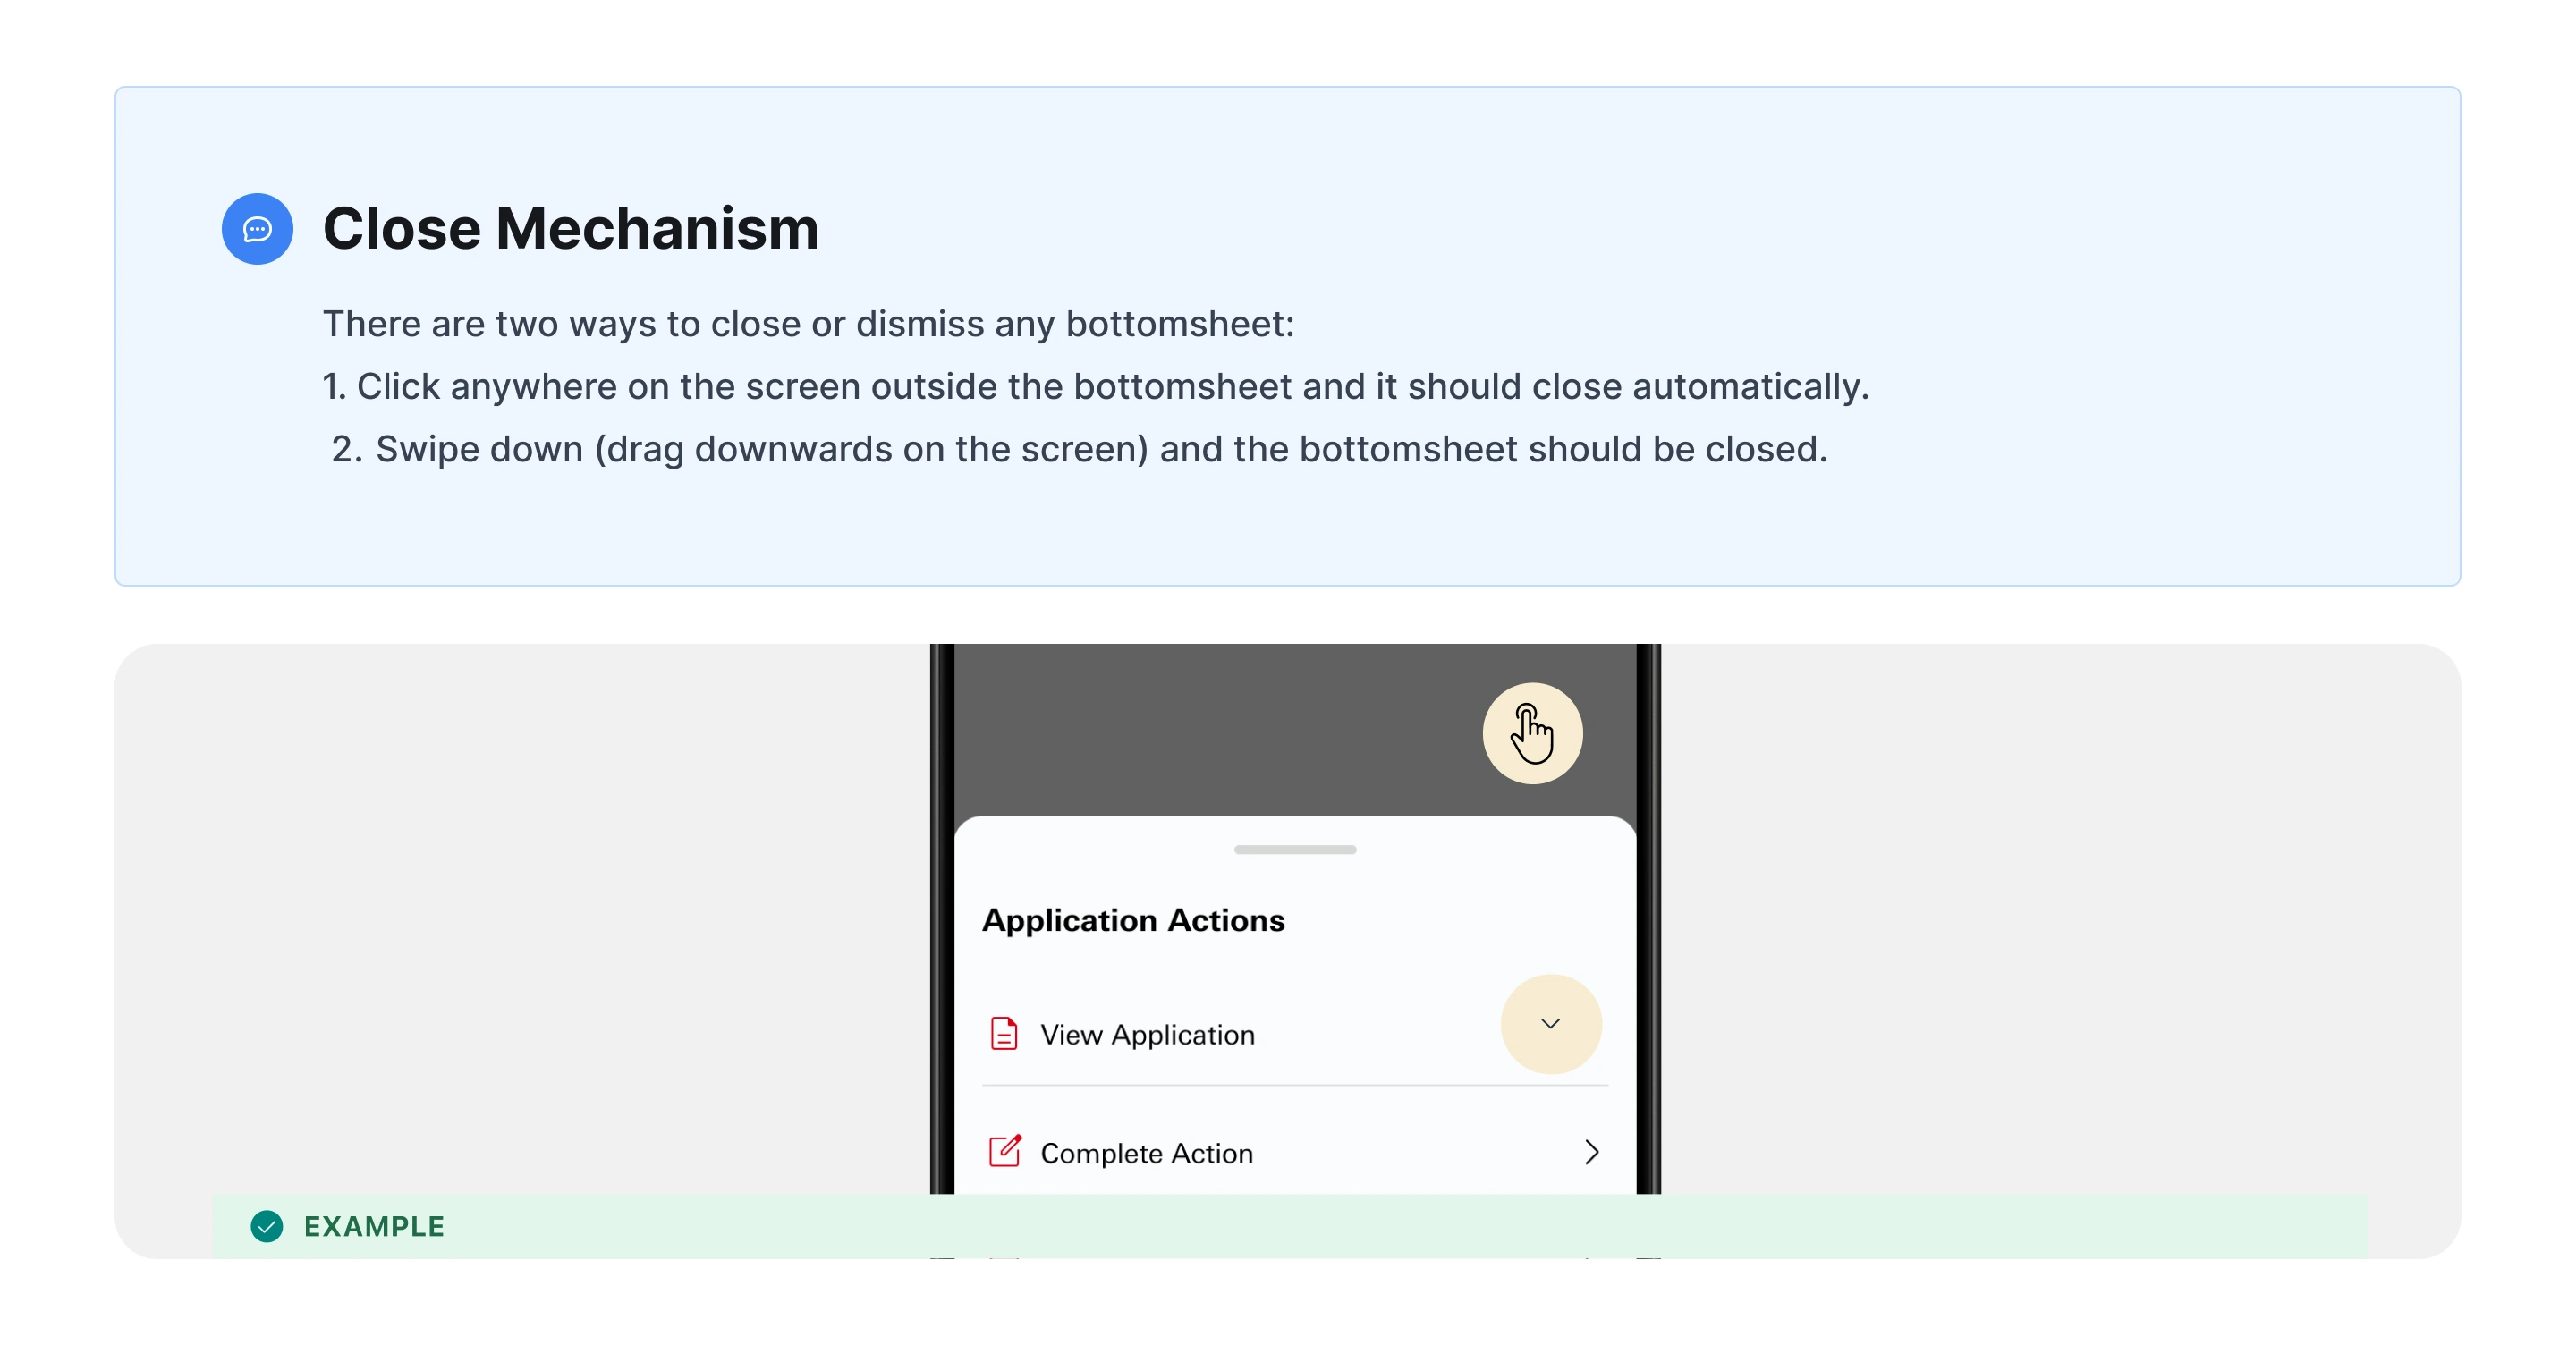 Close Mechanism
There are two ways to close or dismiss any bottomsheet:
1. Click anywhere on the screen outside the bottomsheet and it should close automatically.
2. Swipe down (drag downwards on the screen) and the bottomsheet should be closed.
Application Actions
View Application
Complete Action
EXAMPLE